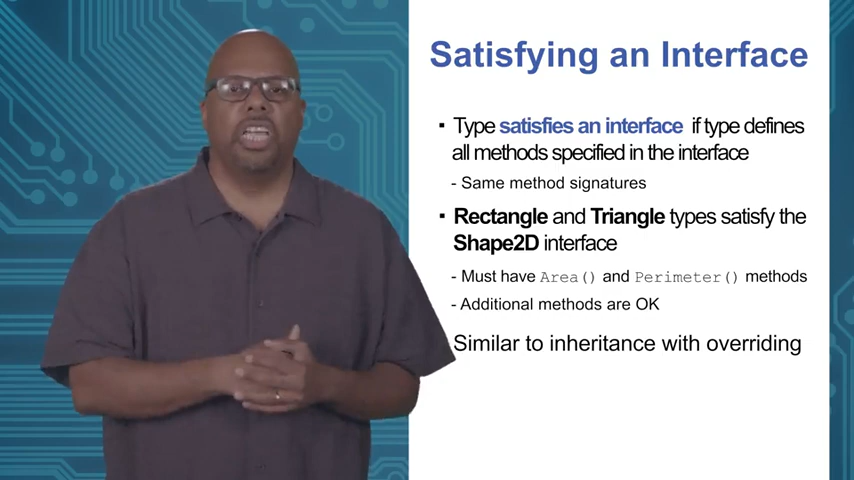 Satisfying an Interface
▪ Type satisfies an interface if type defines
all methods specified in the interface
- Same method signatures
▪ Rectangle and Triangle types satisfy the
Shape2D interface
- Must have Area() and Perimeter() methods
- Additional methods are OK
Similar to inheritance with overriding